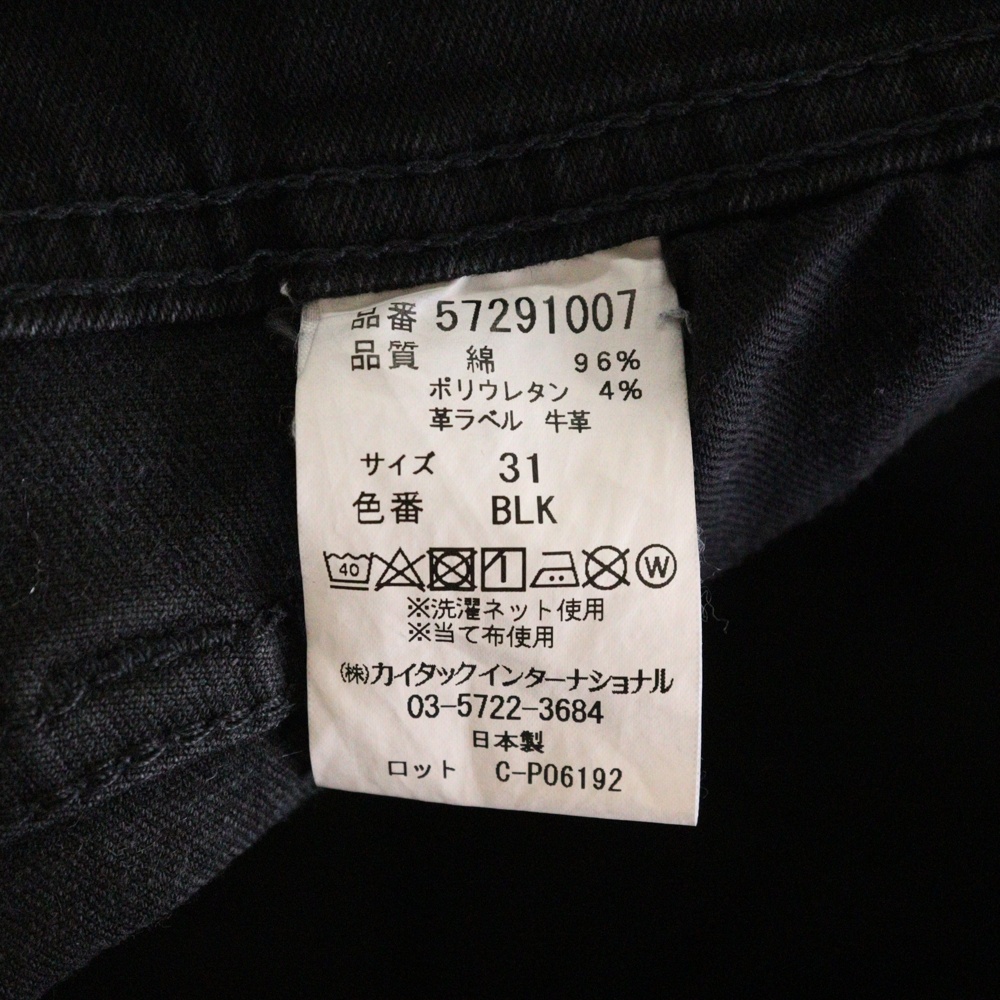 品番 57291007
品質 綿 96%
ポリウレタン 4%
革ラベル 牛革
サイズ 31
色番 BLK
40 1 W
※洗濯ネット使用
※当て布使用
(株)カイタックインターナショナル
03-5722-3684
日本製
ロット C-P06192